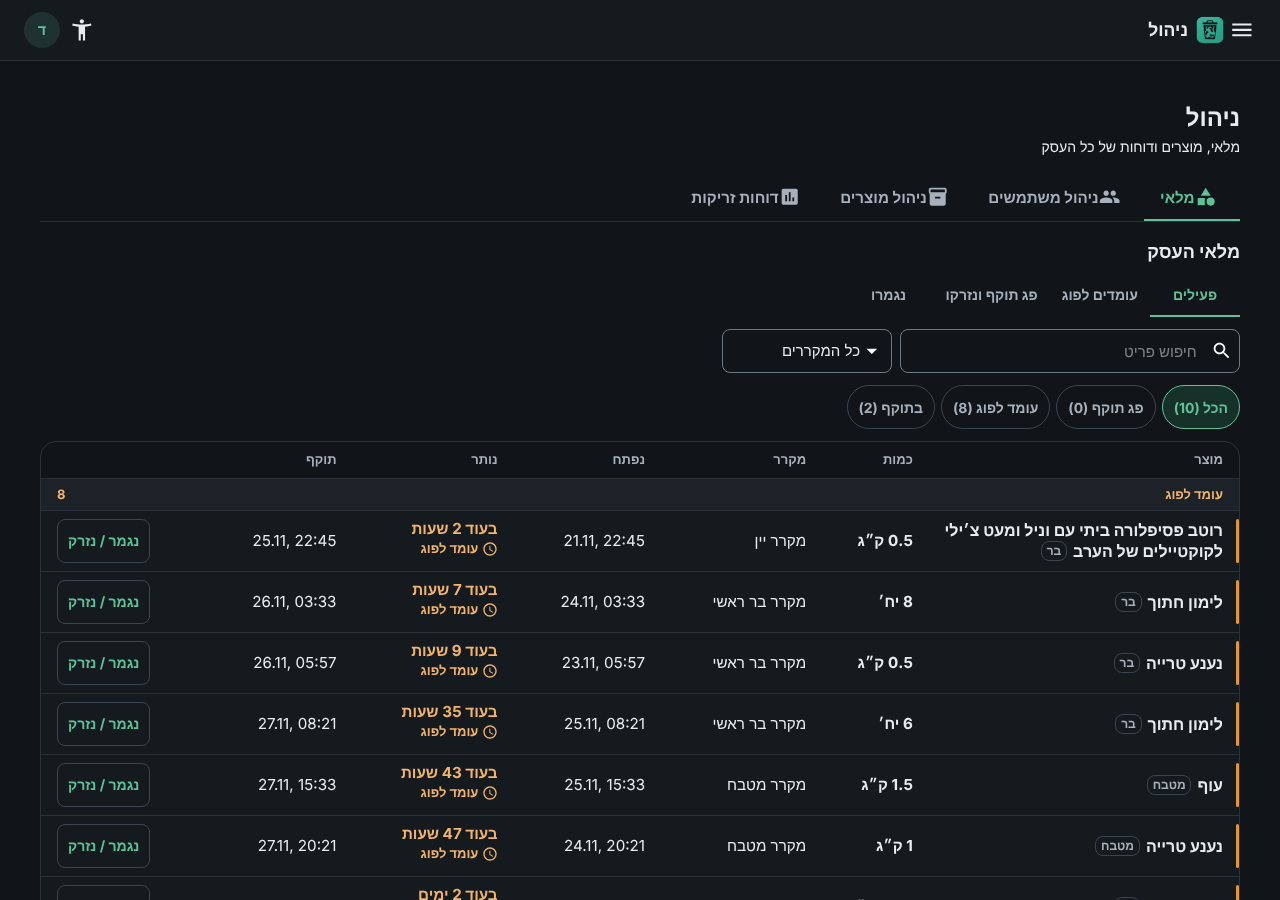 ניהול
ד
ניהול
מלאי, מוצרים ודוחות של כל העסק
מלאי
ניהול משתמשים
ניהול מוצרים
דוחות זריקות
מלאי העסק
פעילים
עומדים לפוג
פג תוקף ונזרקו
נגמרו
חיפוש פריט
כל המקררים
הכל (10)
פג תוקף (0)
עומד לפוג (8)
בתוקף (2)
מוצר כמות מקרר נפתח נותר תוקף
עומד לפוג 8
רוטב פסיפלורה ביתי עם וניל ומעט צ׳ילי
לקוקטיילים של הערב בר
0.5 ק״ג
מקרר יין
21.11, 22:45
בעוד 2 שעות
עומד לפוג
25.11, 22:45
נגמר / נזרק
לימון חתוך בר
8 יח׳
מקרר בר ראשי
24.11, 03:33
בעוד 7 שעות
עומד לפוג
26.11, 03:33
נגמר / נזרק
נענע טרייה בר
0.5 ק״ג
מקרר בר ראשי
23.11, 05:57
בעוד 9 שעות
עומד לפוג
26.11, 05:57
נגמר / נזרק
לימון חתוך בר
6 יח׳
מקרר בר ראשי
25.11, 08:21
בעוד 35 שעות
עומד לפוג
27.11, 08:21
נגמר / נזרק
עוף מטבח
1.5 ק״ג
מקרר מטבח
25.11, 15:33
בעוד 43 שעות
עומד לפוג
27.11, 15:33
נגמר / נזרק
נענע טרייה מטבח
1 ק״ג
מקרר מטבח
24.11, 20:21
בעוד 47 שעות
עומד לפוג
27.11, 20:21
נגמר / נזרק
בעוד 2 ימים